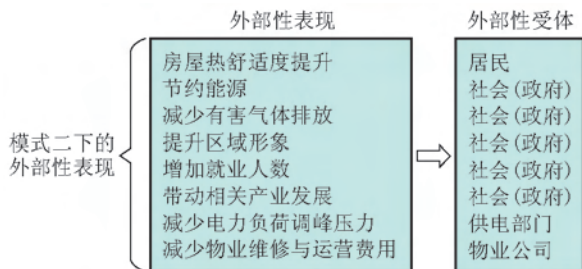 外部性表现
外部性受体
模式二下的
外部性表现
房屋热舒适度提升
居民
节约能源
社会(政府)
减少有害气体排放
社会(政府)
提升区域形象
社会(政府)
增加就业人数
社会(政府)
带动相关产业发展
社会(政府)
减少电力负荷调峰压力
供电部门
减少物业维修与运营费用
物业公司